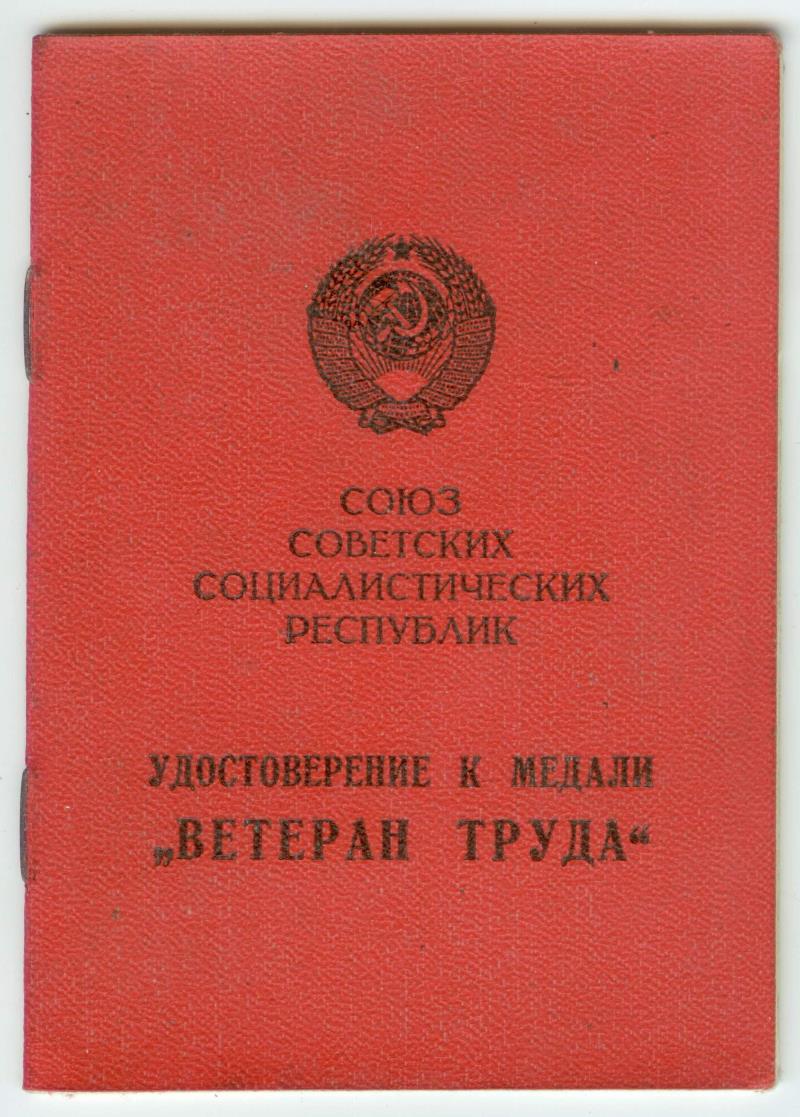 СОЮЗ
СОВЕТСКИХ
СОЦИАЛИСТИЧЕСКИХ
РЕСПУБЛИК
УДОСТОВЕРЕНИЕ К МЕДАЛИ
„ВЕТЕРАН ТРУДА“